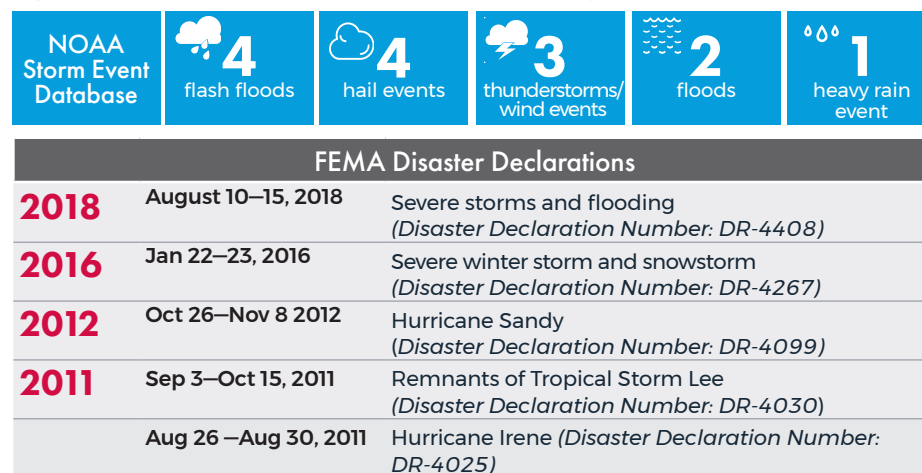 NOAA
Storm Event
Database
4
flash floods
4
hail events
3
thunderstorms/
wind events
2
floods
1
heavy rain
event
FEMA Disaster Declarations
2018
August 10—15, 2018
Severe storms and flooding
(Disaster Declaration Number: DR-4408)
2016
Jan 22—23, 2016
Severe winter storm and snowstorm
(Disaster Declaration Number: DR-4267)
2012
Oct 26—Nov 8 2012
Hurricane Sandy
(Disaster Declaration Number: DR-4099)
2011
Sep 3—Oct 15, 2011
Remnants of Tropical Storm Lee
(Disaster Declaration Number: DR-4030)
Aug 26 —Aug 30, 2011
Hurricane Irene (Disaster Declaration Number:
DR-4025)